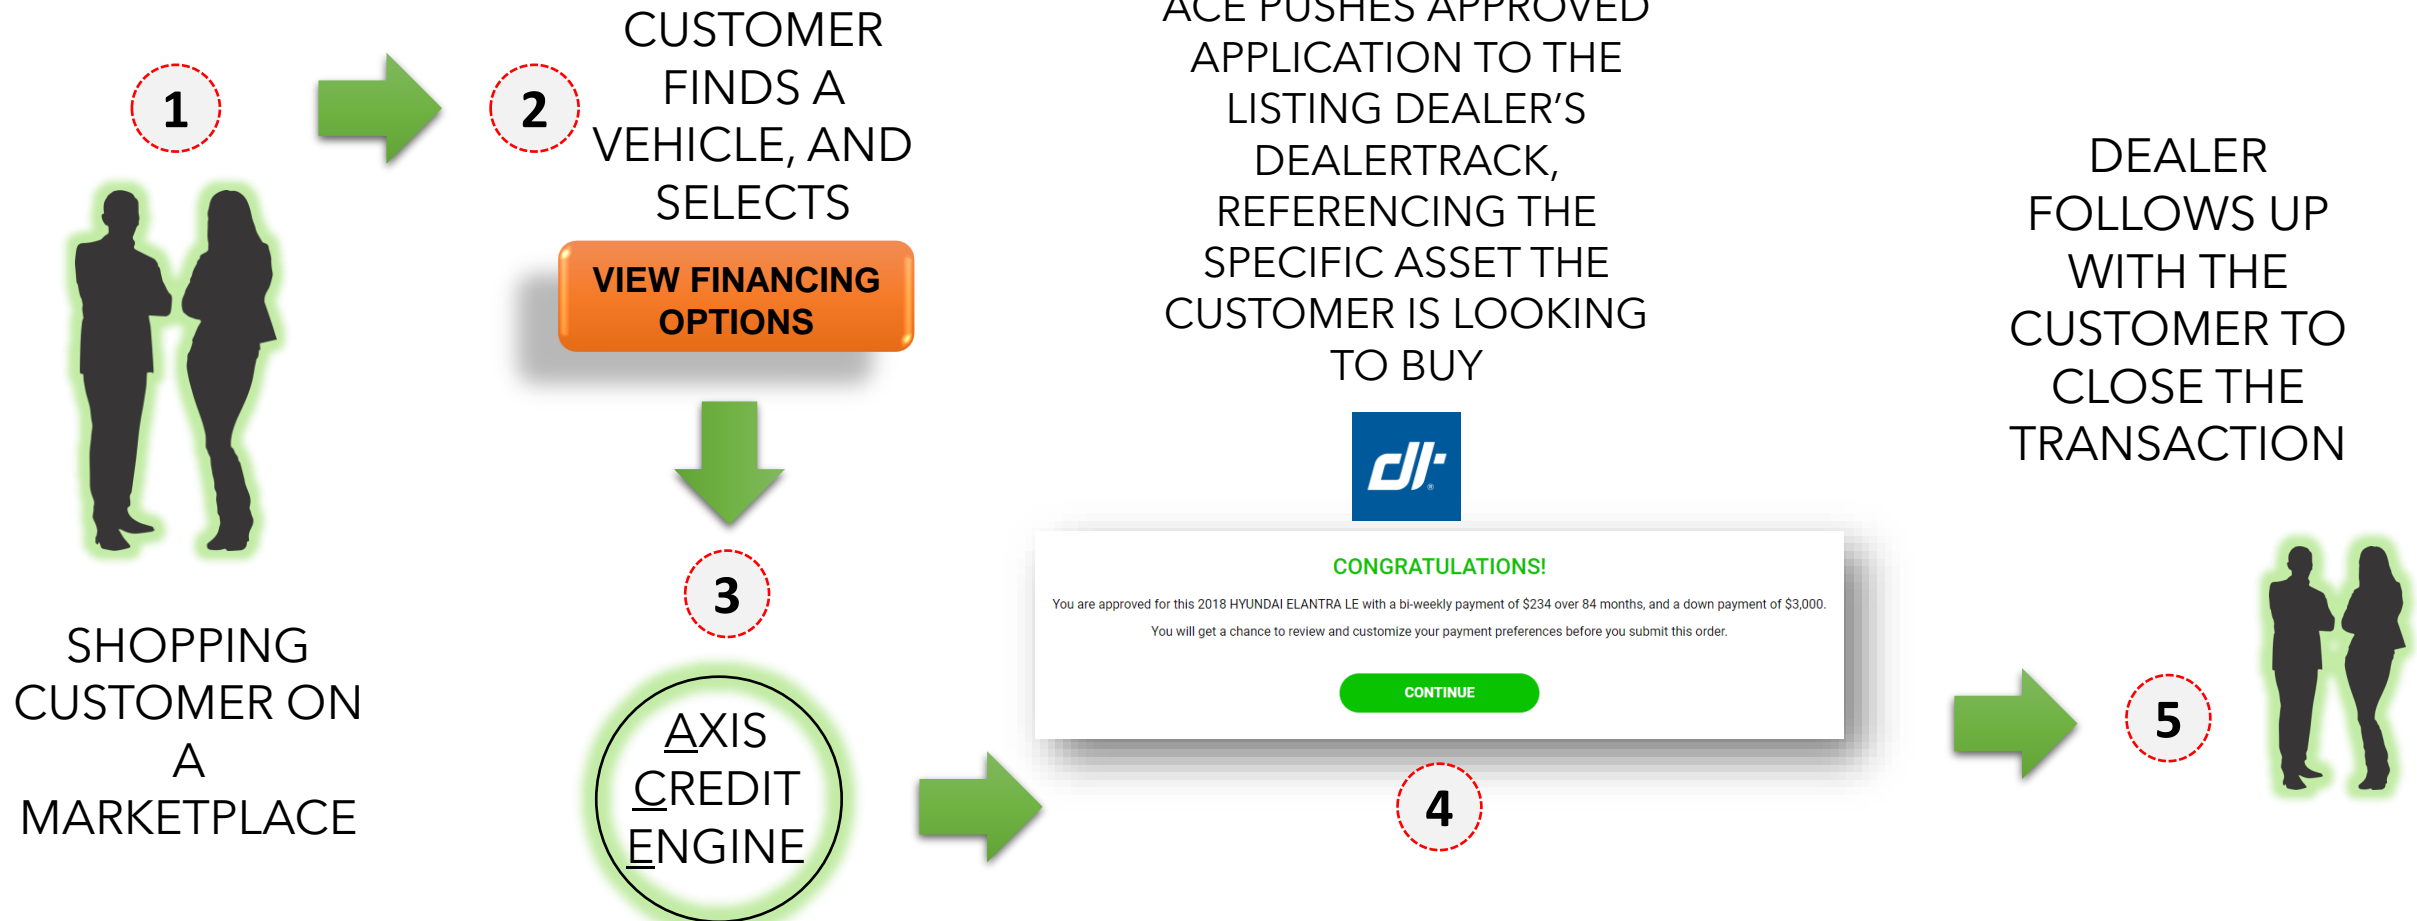 1
SHOPPING
CUSTOMER ON
A
MARKETPLACE
2
CUSTOMER
FINDS A
VEHICLE, AND
SELECTS
VIEW FINANCING
OPTIONS
3
AXIS
CREDIT
ENGINE
ACE PUSHES APPROVED
APPLICATION TO THE
LISTING DEALER’S
DEALERTRACK,
REFERENCING THE
SPECIFIC ASSET THE
CUSTOMER IS LOOKING
TO BUY
dt
®
CONGRATULATIONS!
You are approved for this 2018 HYUNDAI ELANTRA LE with a bi-weekly payment of $234 over 84 months, and a down payment of $3,000.
You will get a chance to review and customize your payment preferences before you submit this order.
CONTINUE
4
DEALER
FOLLOWS UP
WITH THE
CUSTOMER TO
CLOSE THE
TRANSACTION
5